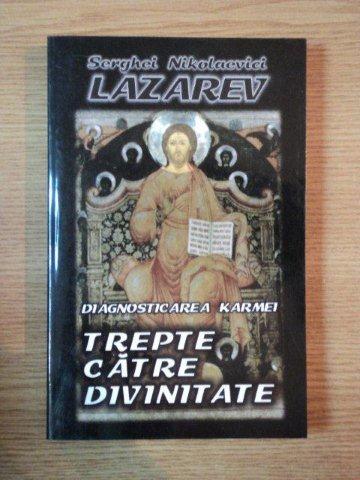 Serghei Nikolaevici
LAZAREV
DIAGNOSTICAREA KARMEI
TREPTE
CĂTRE
DIVINITATE